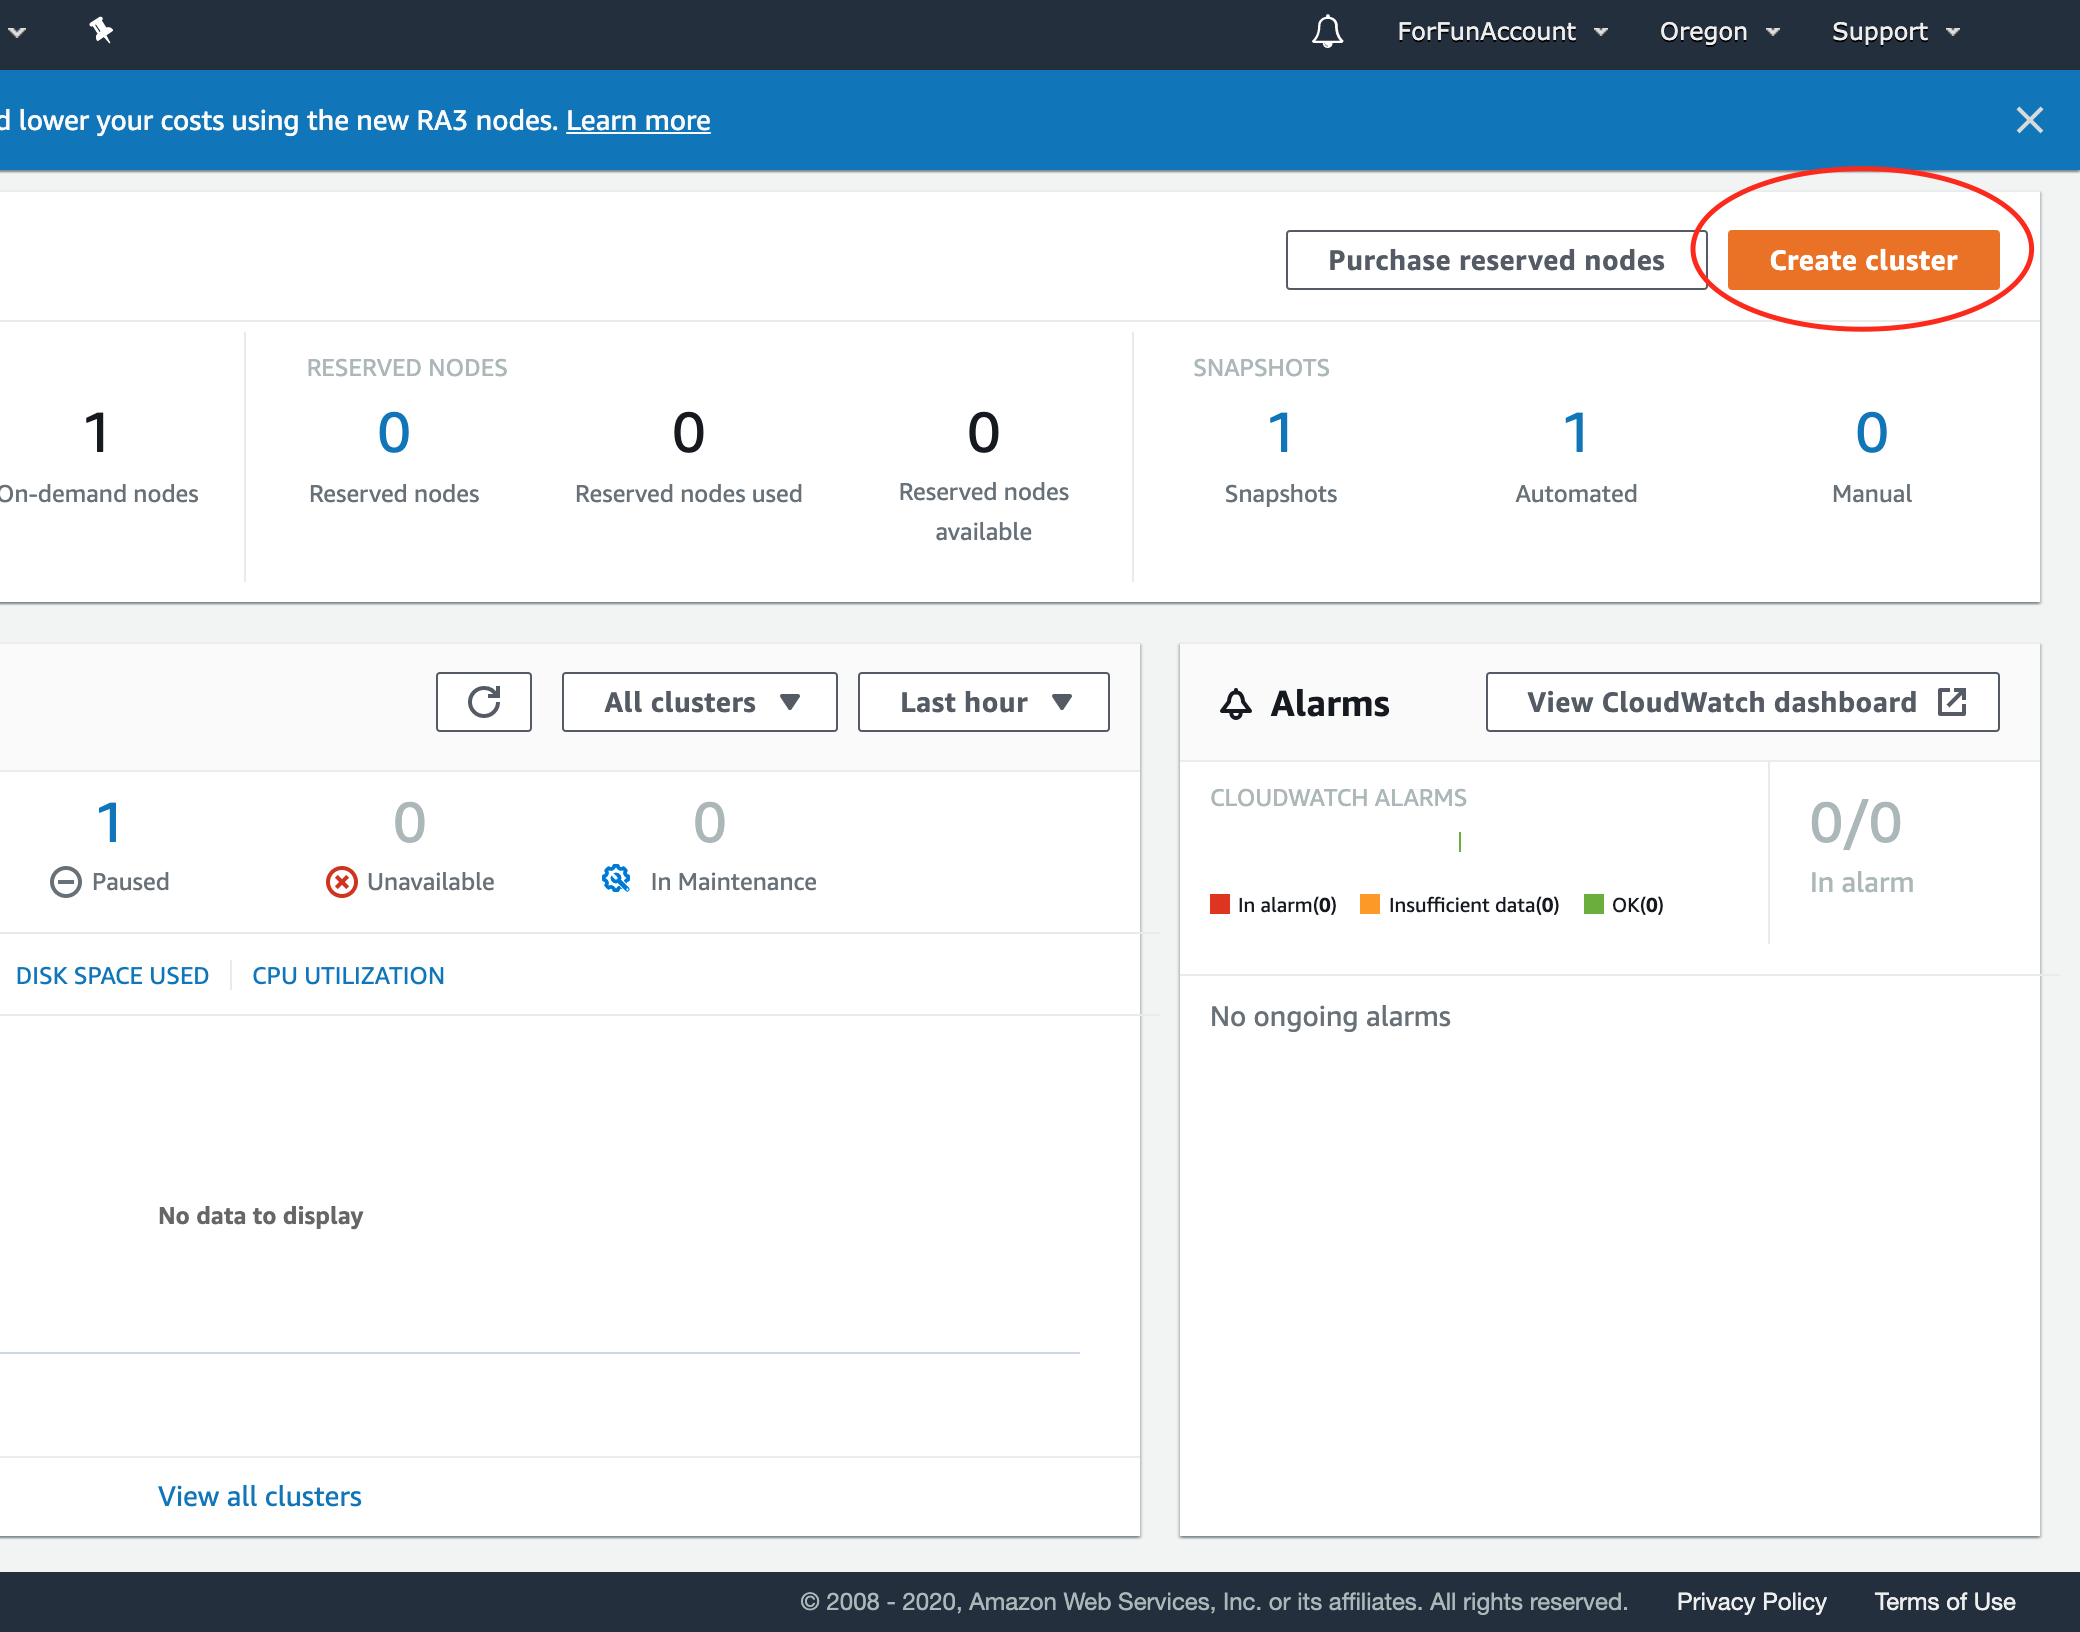 ForFunAccount Oregon Support
lower your costs using the new RA3 nodes. Learn more
Purchase reserved nodes Create cluster
RESERVED NODES SNAPSHOTS
1 0 0 0 1 1 0
On-demand nodes Reserved nodes Reserved nodes used Reserved nodes Snapshots Automated Manual
available
All clusters Last hour Alarms View CloudWatch dashboard
CLOUDWATCH ALARMS
1 0 0 0/0
Paused Unavailable In Maintenance In alarm
In alarm(0) Insufficient data(0) OK(0)
DISK SPACE USED CPU UTILIZATION
No ongoing alarms
No data to display
View all clusters
© 2008 - 2020, Amazon Web Services, Inc. or its affiliates. All rights reserved. Privacy Policy Terms of Use